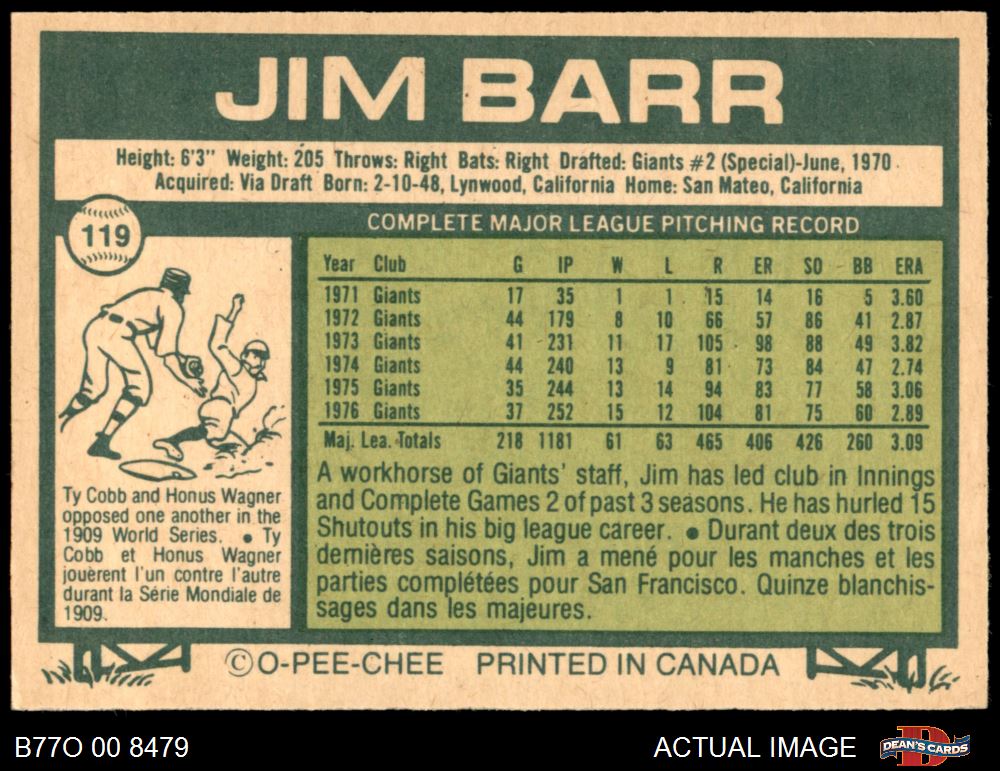 JIM BARR
Height: 6'3" Weight: 205 Throws: Right Bats: Right Drafted: Giants #2 (Special)-June, 1970
Acquired: Via Draft Born: 2-10-48, Lynwood, California Home: San Mateo, California
119
COMPLETE MAJOR LEAGUE PITCHING RECORD
Year Club G IP W L R ER SO BB ERA
1971 Giants 17 35 1 1 15 14 16 5 3.60
1972 Giants 44 179 8 10 66 57 86 41 2.87
1973 Giants 41 231 11 17 105 98 88 49 3.82
1974 Giants 44 240 13 9 81 73 84 47 2.74
1975 Giants 35 244 13 14 94 83 77 58 3.06
1976 Giants 37 252 15 12 104 81 75 60 2.89
Maj. Lea. Totals 218 1181 61 63 465 406 426 260 3.09
A workhorse of Giants' staff, Jim has led club in Innings
and Complete Games 2 of past 3 seasons. He has hurled 15
Shutouts in his big league career. ● Durant deux des trois
dernières saisons, Jim a mené pour les manches et les
parties complétées pour San Francisco. Quinze blanchis-
sages dans les majeures.
Ty Cobb and Honus Wagner
opposed one another in the
1909 World Series. ● Ty
Cobb et Honus Wagner
jouèrent l'un contre l'autre
durant la Série Mondiale de
1909.
©O-PEE-CHEE PRINTED IN CANADA
B77O 00 8479
ACTUAL IMAGE
DEAN'S CARDS